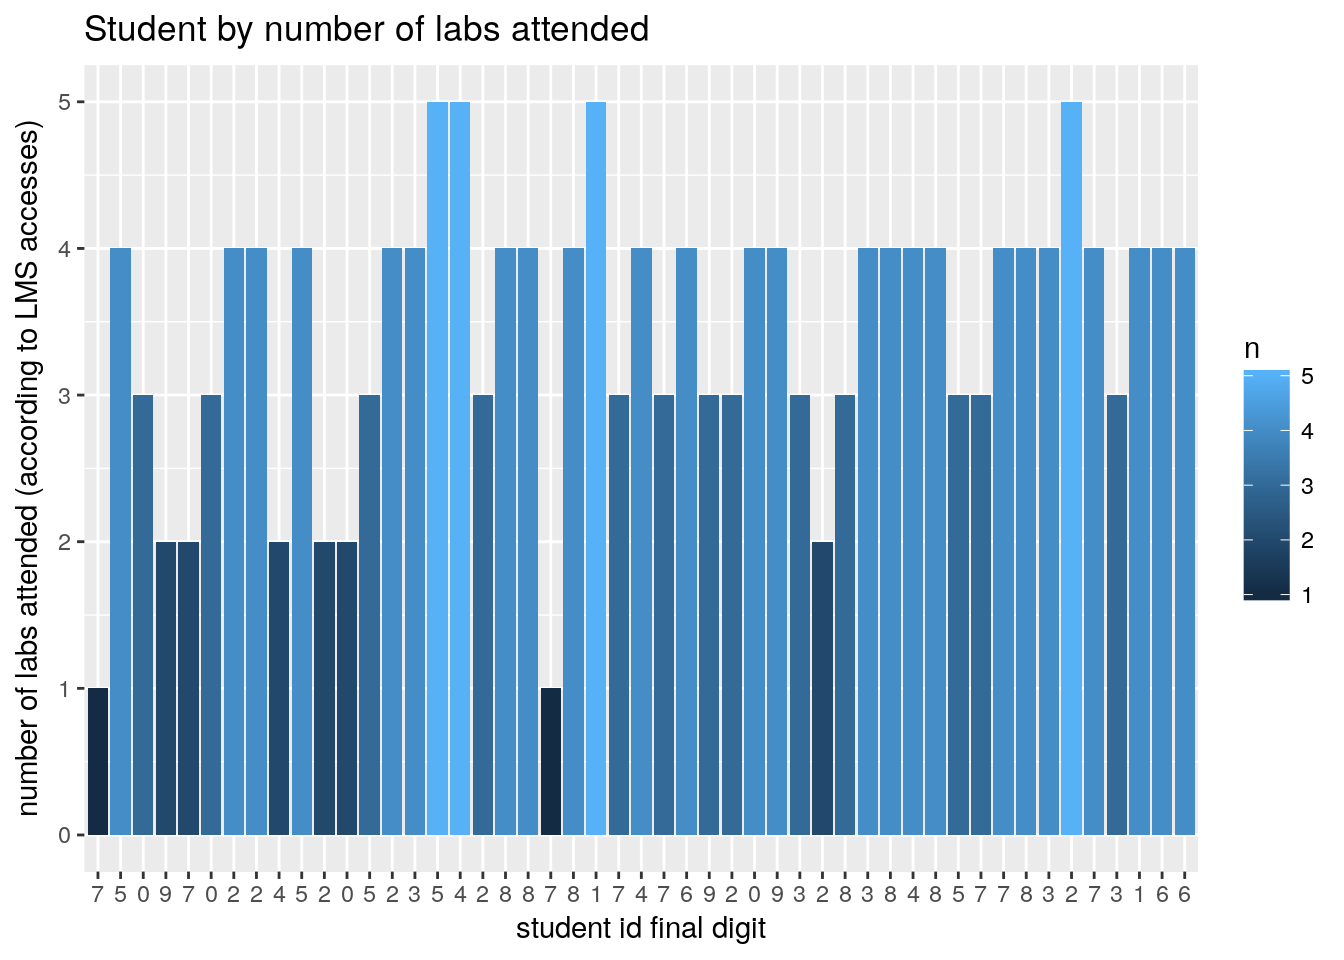 Student by number of labs attended
number of labs attended (according to LMS accesses)
5
4
3
2
1
0
7 5 0 9 7 0 2 2 4 5 2 0 5 2 3 5 4 2 8 8 7 8 1 7 4 7 6 9 2 0 9 3 2 8 3 8 4 8 5 7 7 8 3 2 7 3 1 6 6
student id final digit
n
5
4
3
2
1